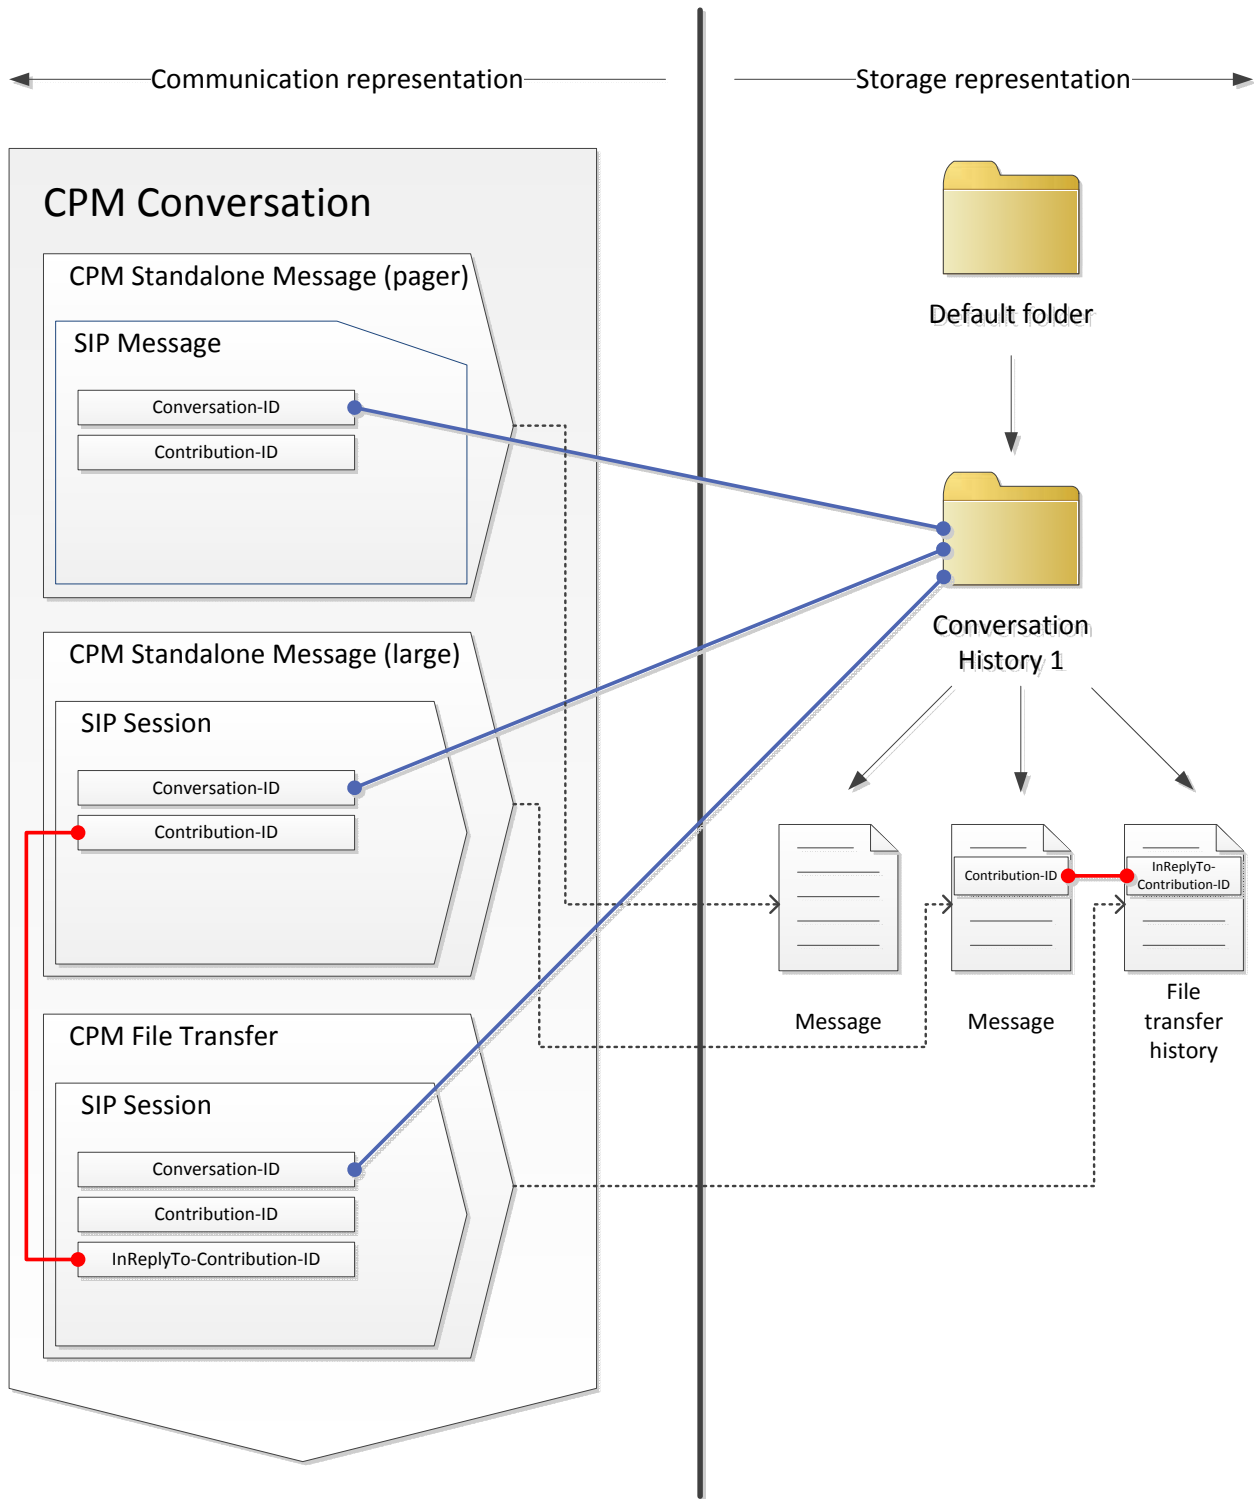 Communication representation
Storage representation
CPM Conversation
CPM Standalone Message (pager)
SIP Message
Conversation-ID
Contribution-ID
CPM Standalone Message (large)
SIP Session
Conversation-ID
Contribution-ID
CPM File Transfer
SIP Session
Conversation-ID
Contribution-ID
InReplyTo-Contribution-ID
Default folder
Conversation
History 1
Contribution-ID
InReplyTo-
Contribution-ID
Message
Message
File
transfer
history